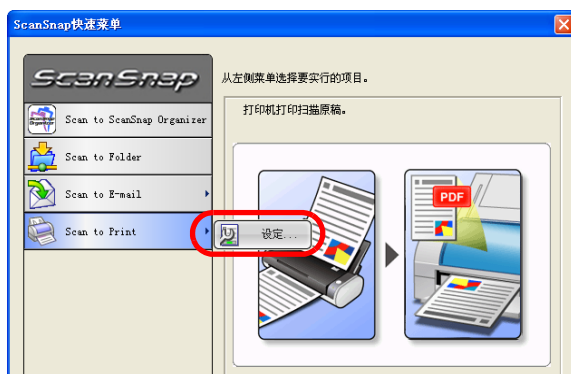 ScanSnap快速菜单
ScanSnap
从左侧菜单选择要实行的项目。
Scan to ScanSnap Organizer
打印机打印扫描原稿。
Scan to Folder
Scan to E-mail
Scan to Print
设定...
PDF